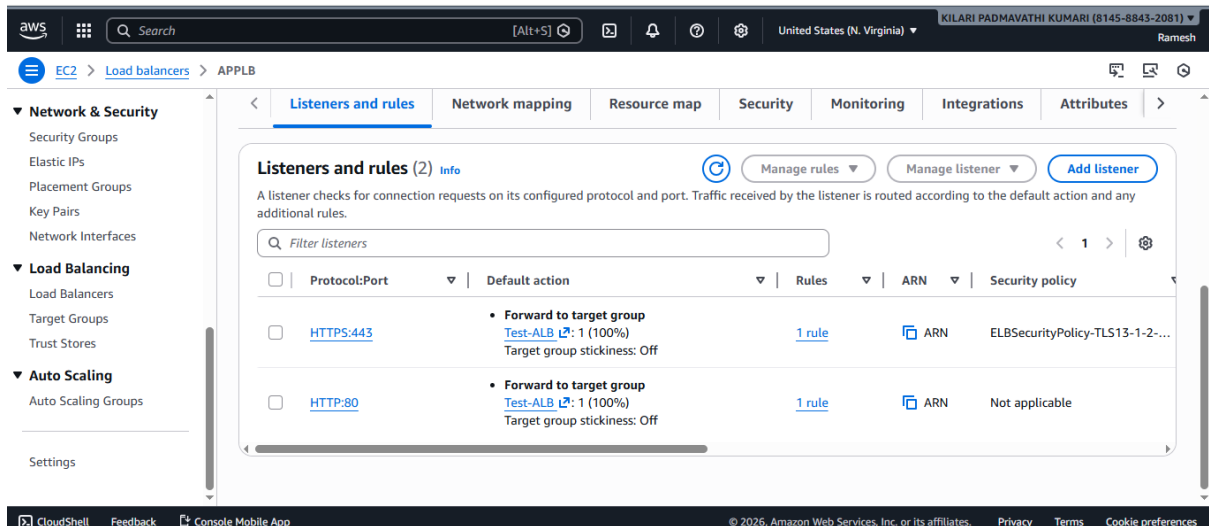 aws
Search
[Alt+S]
United States (N. Virginia)
KILARI PADMAVATHI KUMARI (8145-8843-2081)
Ramesh
EC2 > Load balancers > APPLB
Network & Security
Security Groups
Elastic IPs
Placement Groups
Key Pairs
Network Interfaces
Load Balancing
Load Balancers
Target Groups
Trust Stores
Auto Scaling
Auto Scaling Groups
Settings
Listeners and rules Network mapping Resource map Security Monitoring Integrations Attributes
Listeners and rules (2) Info
Manage rules
Manage listener
Add listener
A listener checks for connection requests on its configured protocol and port. Traffic received by the listener is routed according to the default action and any
additional rules.
Filter listeners
1
Protocol:Port Default action Rules ARN Security policy
HTTPS:443
• Forward to target group
Test-ALB : 1 (100%)
Target group stickiness: Off
1 rule
ARN
ELBSecurityPolicy-TLS13-1-2-...
HTTP:80
• Forward to target group
Test-ALB : 1 (100%)
Target group stickiness: Off
1 rule
ARN
Not applicable
CloudShell Feedback Console Mobile App
© 2026, Amazon Web Services, Inc. or its affiliates. Privacy Terms Cookie preferences